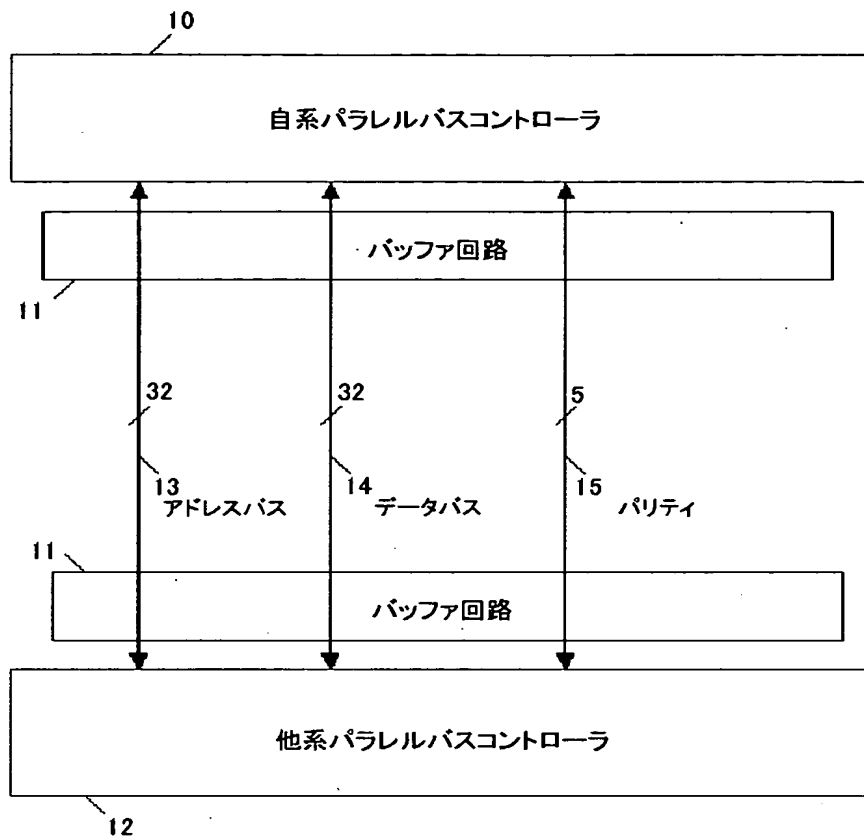 10
自系パラレルバスコントローラ
バッファ回路
11
32
32
5
13
アドレスバス
14
データバス
15
パリティ
11
バッファ回路
他系パラレルバスコントローラ
12